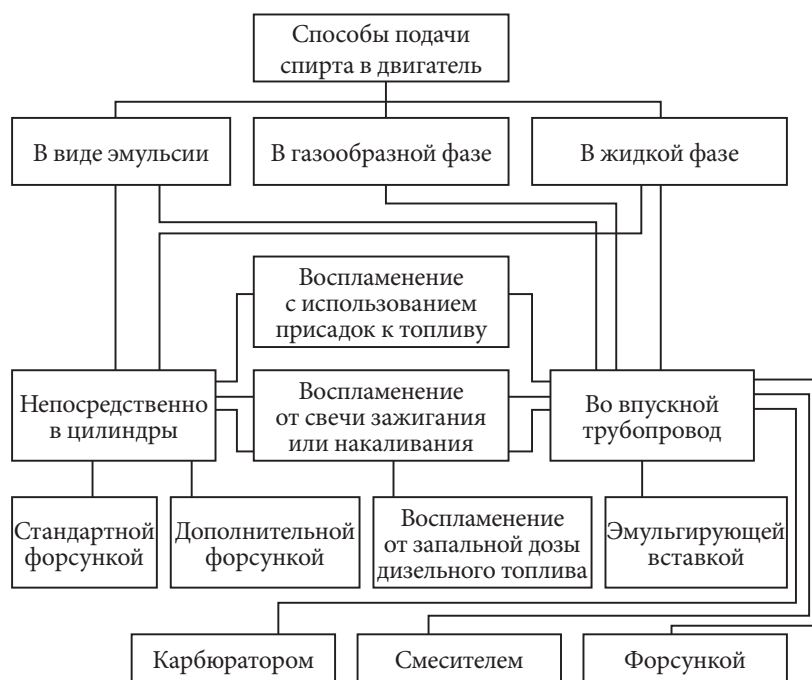 Способы подачи
спирта в двигатель
В виде эмульсии
В газообразной фазе
В жидкой фазе
Воспламенение
с использованием
присадок к топливу
Непосредственно
в цилиндры
Воспламенение
от свечи зажигания
или накаливания
Во впускной
трубопровод
Стандартной
форсункой
Дополнительной
форсункой
Воспламенение
от запальной дозы
дизельного топлива
Эмульгирующей
вставкой
Карбюратором
Смесителем
Форсункой